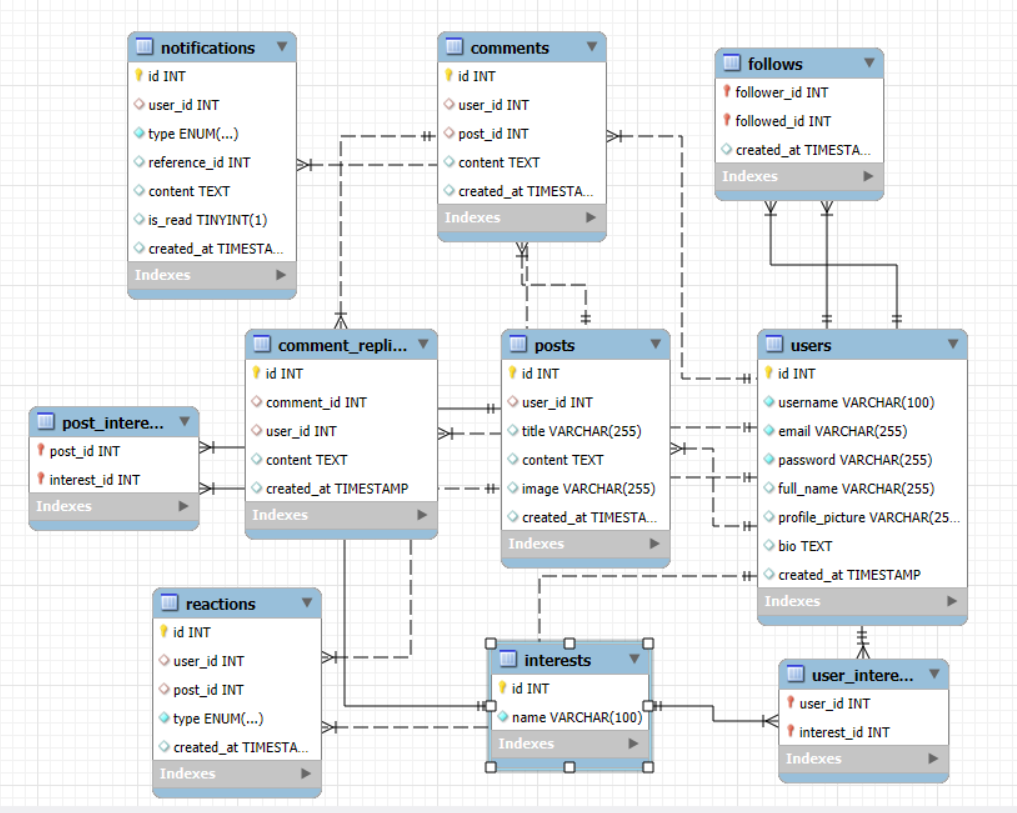 notifications
id INT
user_id INT
type ENUM(...)
reference_id INT
content TEXT
is_read TINYINT(1)
created_at TIMESTA...
Indexes
comments
id INT
user_id INT
post_id INT
content TEXT
created_at TIMESTA...
Indexes
follows
follower_id INT
followed_id INT
created_at TIMESTA...
Indexes
post_intere...
post_id INT
interest_id INT
Indexes
comment_repli...
id INT
comment_id INT
user_id INT
content TEXT
created_at TIMESTAMP
Indexes
posts
id INT
user_id INT
title VARCHAR(255)
content TEXT
image VARCHAR(255)
created_at TIMESTA...
Indexes
users
id INT
username VARCHAR(100)
email VARCHAR(255)
password VARCHAR(255)
full_name VARCHAR(255)
profile_picture VARCHAR(25...
bio TEXT
created_at TIMESTAMP
Indexes
reactions
id INT
user_id INT
post_id INT
type ENUM(...)
created_at TIMESTA...
Indexes
interests
id INT
name VARCHAR(100)
Indexes
user_intere...
user_id INT
interest_id INT
Indexes